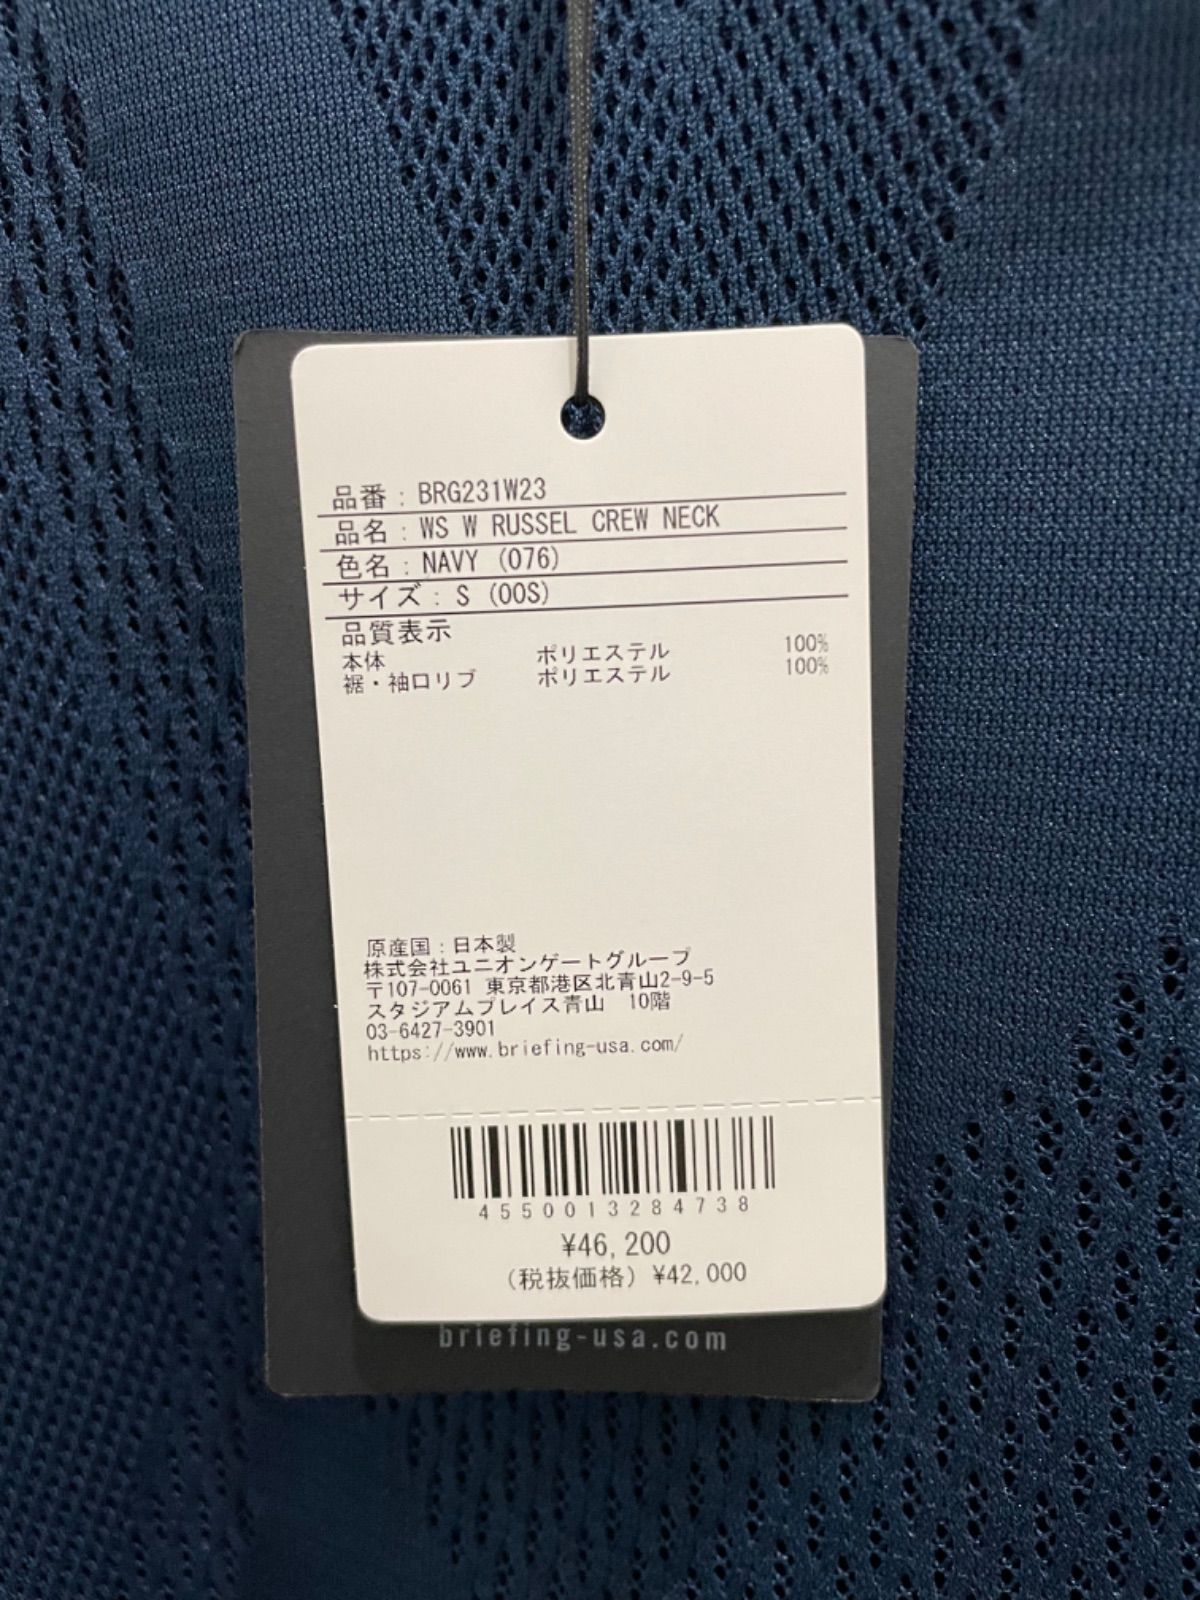 品番：BRG231W23
品名：WS W RUSSEL CREW NECK
色名：NAVY (076)
サイズ：S (00S)
品質表示
本体 ポリエステル 100%
裾・袖口リブ ポリエステル 100%
原産国：日本製
株式会社ユニオンゲートグループ
〒107-0061 東京都港区北青山2-9-5
スタジアムプレイス青山 10階
03-6427-3901
https://www.briefing-usa.com/
4550013284738
¥46,200
（税抜価格）¥42,000
briefing-usa.com